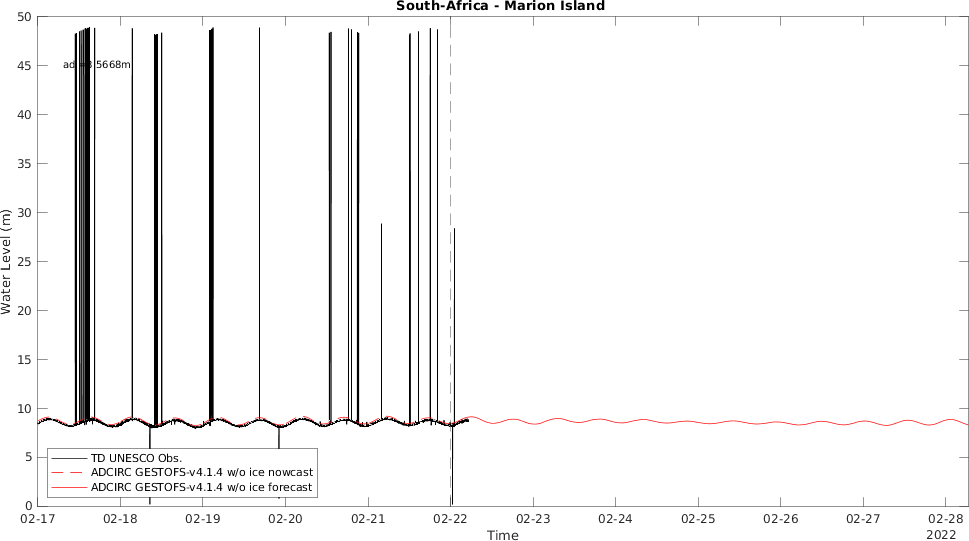 South-Africa - Marion Island
50
45
40
35
30
25
20
15
10
5
0
Water Level (m)
ad 5668m
TD UNESCO Obs.
ADCIRC GESTOFS-v4.1.4 w/o ice nowcast
ADCIRC GESTOFS-v4.1.4 w/o ice forecast
02-17 02-18 02-19 02-20 02-21 02-22 02-23 02-24 02-25 02-26 02-27 02-28
2022
Time